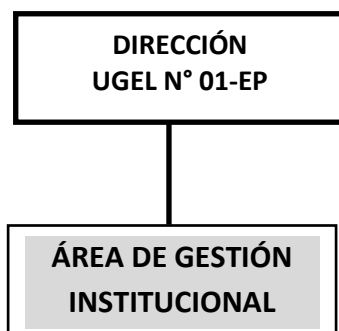 DIRECCIÓN
UGEL N° 01-EP
ÁREA DE GESTIÓN
INSTITUCIONAL